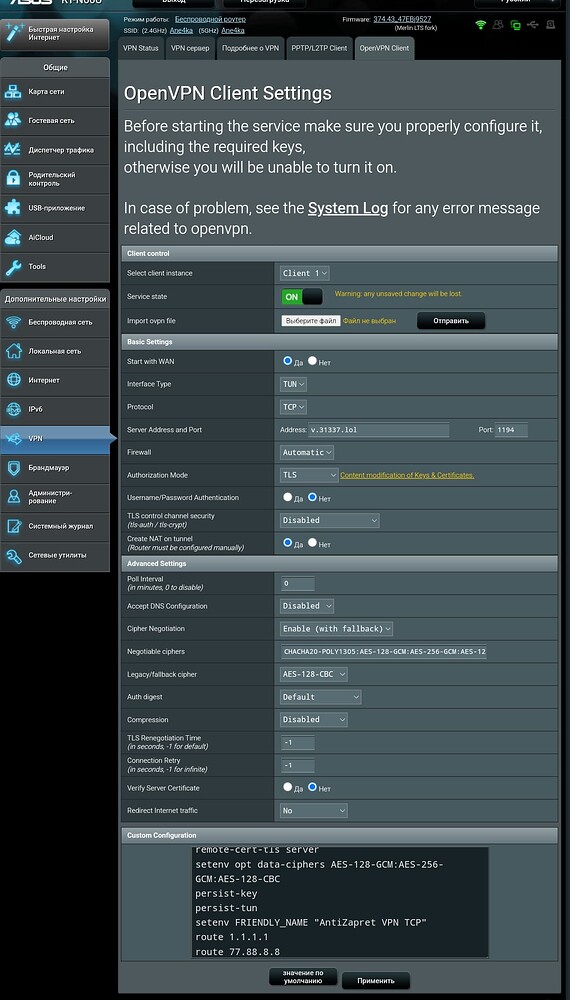 Выход
Перезагрузка
Русский
Режим работы: Беспроводной роутер Firmware: 374.43_47EBj9527
(Merlin LTS fork)
SSID: (2.4GHz) Ane4ka (5GHz) Ane4ka
Быстрая настройка
Интернет
Общие
Карта сети
Гостевая сеть
Диспетчер трафика
Родительский
контроль
USB-приложение
AiCloud
Tools
Дополнительные настройки
Беспроводная сеть
Локальная сеть
Интернет
IPv6
VPN
Брандмауэр
Администри-
рование
Системный журнал
Сетевые утилиты
VPN Status VPN сервер Подробнее о VPN PPTP/L2TP Client OpenVPN Client
OpenVPN Client Settings
Before starting the service make sure you properly configure it,
including the required keys,
otherwise you will be unable to turn it on.
In case of problem, see the System Log for any error message
related to openvpn.
Client control
Select client instance Client 1
Service state ON Warning: any unsaved change will be lost.
Import ovpn file Выберите файл Файл не выбран Отправить
Basic Settings
Start with WAN Да Нет
Interface Type TUN
Protocol TCP
Server Address and Port Address: v.31337.lol Port: 1194
Firewall Automatic
Authorization Mode TLS Content modification of Keys & Certificates.
Username/Password Authentication Да Нет
TLS control channel security
(tls-auth / tls-crypt) Disabled
Create NAT on tunnel
(Router must be configured manually) Да Нет
Advanced Settings
Poll Interval
(in minutes, 0 to disable) 0
Accept DNS Configuration Disabled
Cipher Negotiation Enable (with fallback)
Negotiable ciphers CHACHA20-POLY1305:AES-128-GCM:AES-256-GCM:AES-12
Legacy/fallback cipher AES-128-CBC
Auth digest Default
Compression Disabled
TLS Renegotiation Time
(in seconds, -1 for default) -1
Connection Retry
(in seconds, -1 for infinite) -1
Verify Server Certificate Да Нет
Redirect Internet traffic No
Custom Configuration
remote-cert-tls server
setenv opt data-ciphers AES-128-GCM:AES-256-
GCM:AES-128-CBC
persist-key
persist-tun
setenv FRIENDLY_NAME "AntiZapret VPN TCP"
route 1.1.1.1
route 77.88.8.8
значение по
умолчанию
Применить